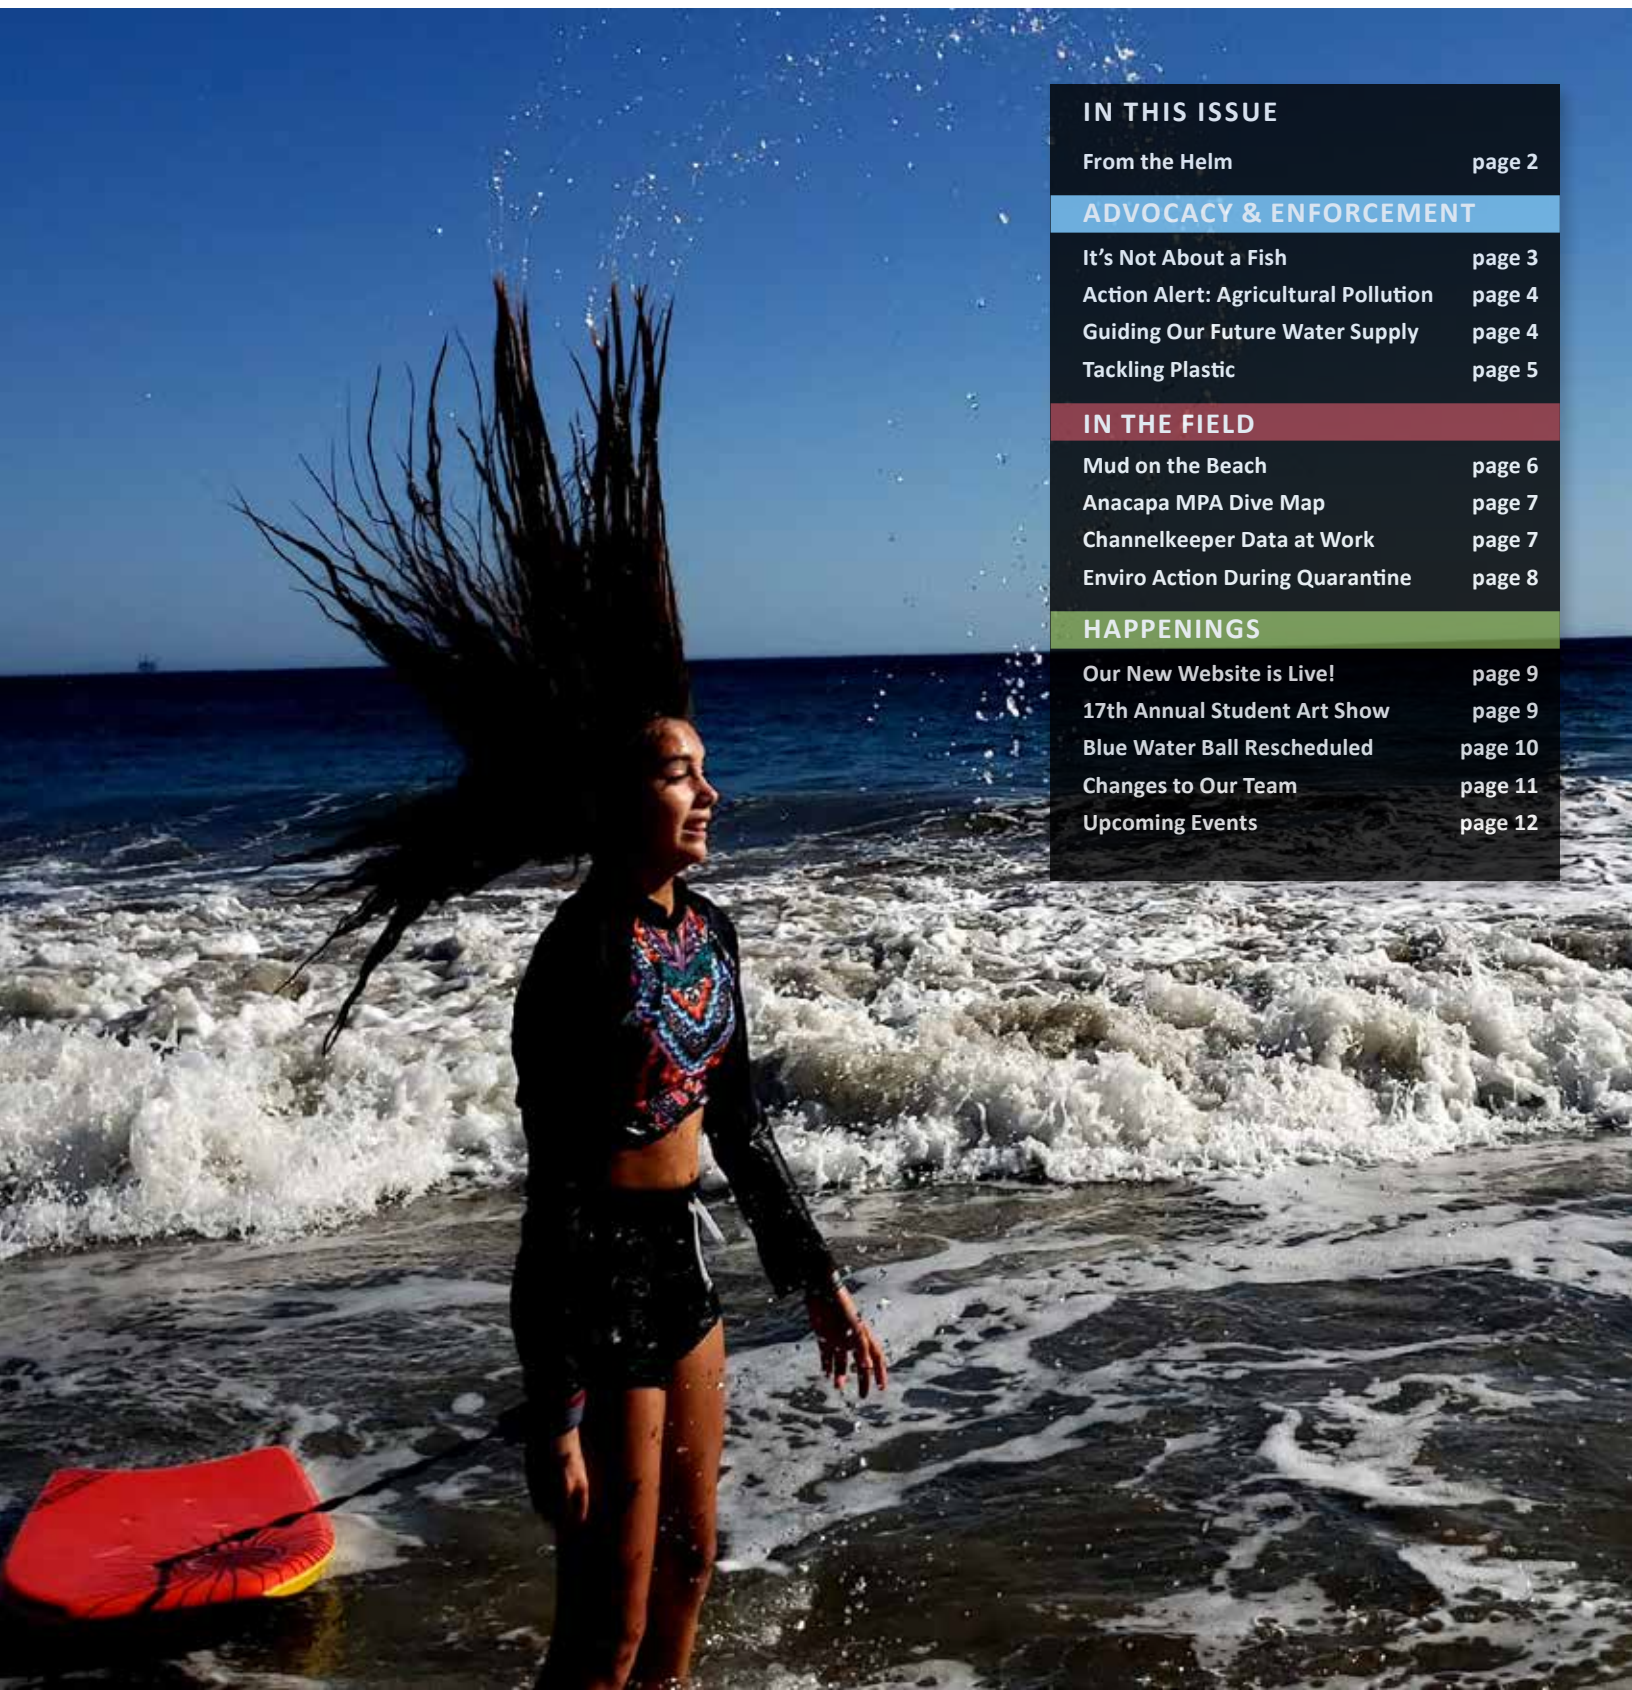 IN THIS ISSUE
From the Helm page 2
ADVOCACY & ENFORCEMENT
It's Not About a Fish page 3
Action Alert: Agricultural Pollution page 4
Guiding Our Future Water Supply page 4
Tackling Plastic page 5
IN THE FIELD
Mud on the Beach page 6
Anacapa MPA Dive Map page 7
Channelkeeper Data at Work page 7
Enviro Action During Quarantine page 8
HAPPENINGS
Our New Website is Live! page 9
17th Annual Student Art Show page 9
Blue Water Ball Rescheduled page 10
Changes to Our Team page 11
Upcoming Events page 12